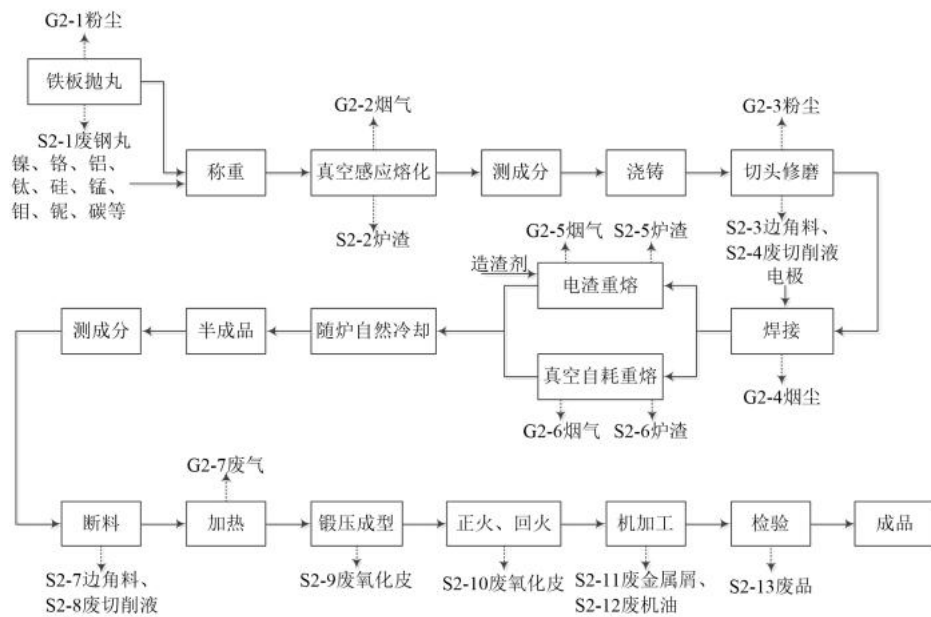 G2-1粉尘
铁板抛丸
S2-1废钢丸
镍、铬、铝、
钛、硅、锰、
钼、铌、碳等
称重
G2-2烟气
真空感应熔化
S2-2炉渣
测成分
浇铸
G2-3粉尘
切头修磨
S2-3边角料、
S2-4废切削液
电极
焊接
G2-4烟尘
G2-5烟气
S2-5炉渣
造渣剂
电渣重熔
真空自耗重熔
G2-6烟气
S2-6炉渣
随炉自然冷却
半成品
测成分
断料
S2-7边角料、
S2-8废切削液
G2-7废气
加热
锻压成型
S2-9废氧化皮
正火、回火
S2-10废氧化皮
机加工
S2-11废金属屑、
S2-12废机油
检验
S2-13废品
成品